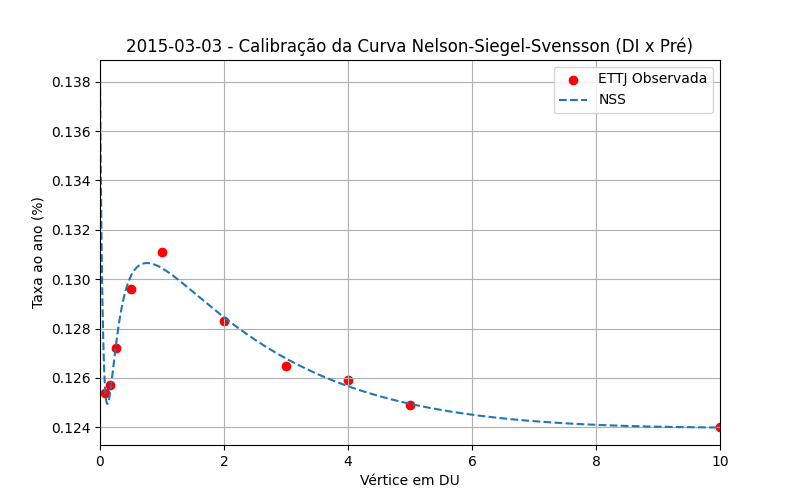 2015-03-03 - Calibração da Curva Nelson-Siegel-Svensson (DI x Pré)
ETTJ Observada
NSS
Taxa ao ano (%)
0.138
0.136
0.134
0.132
0.130
0.128
0.126
0.124
0 2 4 6 8 10
Vértice em DU